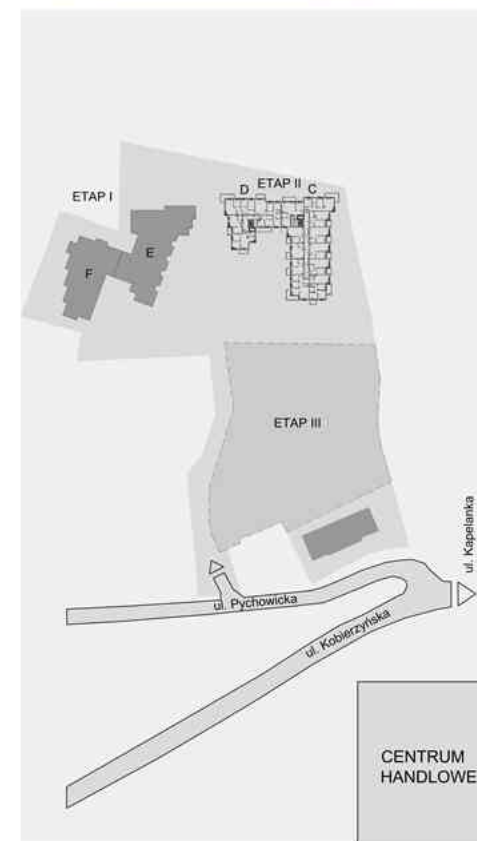 ETAP I
ETAP II
D
C
E
F
ETAP III
ul. Kapelanka
ul. Pychowicka
ul. Kobierzyńska
CENTRUM
HANDLOWE